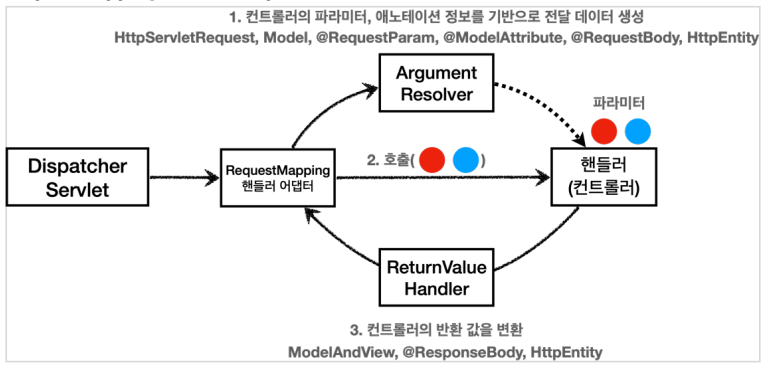 1. 컨트롤러의 파라미터, 애노테이션 정보를 기반으로 전달 데이터 생성
HttpServletRequest, Model, @RequestParam, @ModelAttribute, @RequestBody, HttpEntity
Argument
Resolver
파라미터
Dispatcher
Servlet
RequestMapping
핸들러 어댑터
2. 호출( )
핸들러
(컨트롤러)
ReturnValue
Handler
3. 컨트롤러의 반환 값을 변환
ModelAndView, @ResponseBody, HttpEntity